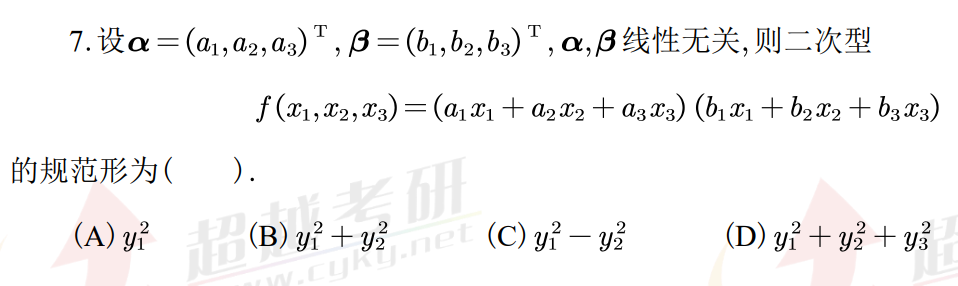 7.设α=(a₁,a₂,a₃)ᵀ,β=(b₁,b₂,b₃)ᵀ,α,β线性无关,则二次型
f(x₁,x₂,x₃)=(a₁x₁+a₂x₂+a₃x₃)(b₁x₁+b₂x₂+b₃x₃)
的规范形为( ).
(A) y₁² (B) y₁²+y₂² (C) y₁²−y₂² (D) y₁²+y₂²+y₃²
超越考研
www.cyky.net